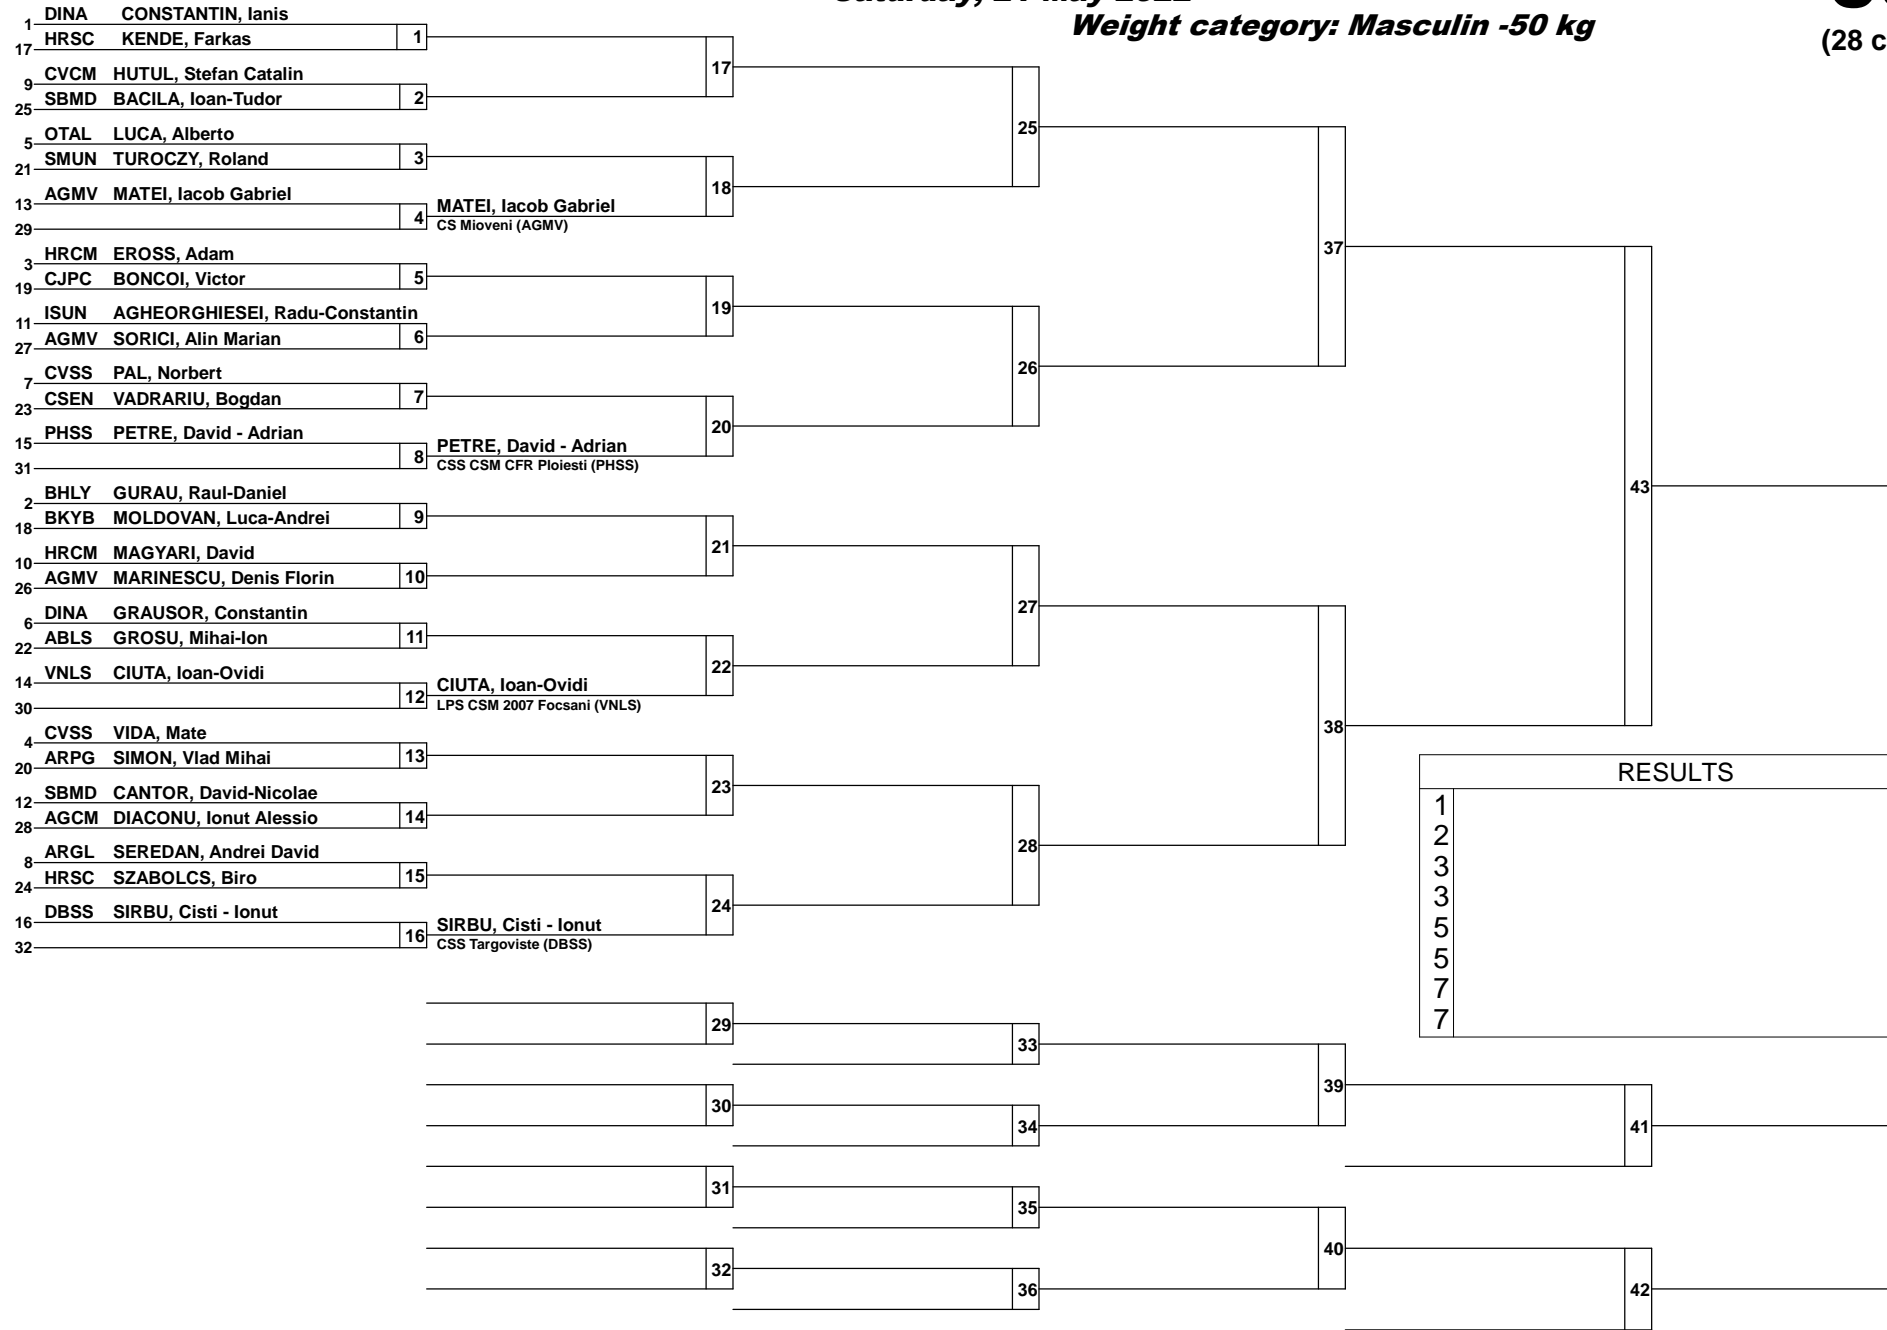 Weight category: Masculin -50 kg
(28 c
1 DINA CONSTANTIN, Ianis
17 HRSC KENDE, Farkas 1
9 CVCM HUTUL, Stefan Catalin
25 SBMD BACILA, Ioan-Tudor 2
5 OTAL LUCA, Alberto
21 SMUN TUROCZY, Roland 3
13 AGMV MATEI, Iacob Gabriel
29 4 MATEI, Iacob Gabriel
CS Mioveni (AGMV)
3 HRCM EROSS, Adam
19 CJPC BONCOI, Victor 5
11 ISUN AGHEORGHIESEI, Radu-Constantin
27 AGMV SORICI, Alin Marian 6
7 CVSS PAL, Norbert
23 CSEN VADRARIU, Bogdan 7
15 PHSS PETRE, David - Adrian
31 8 PETRE, David - Adrian
CSS CSM CFR Ploiesti (PHSS)
2 BHLY GURAU, Raul-Daniel
18 BKYB MOLDOVAN, Luca-Andrei 9
10 HRCM MAGYARI, David
26 AGMV MARINESCU, Denis Florin 10
6 DINA GRAUSOR, Constantin
22 ABLS GROSU, Mihai-Ion 11
14 VNLS CIUTA, Ioan-Ovidi
30 12 CIUTA, Ioan-Ovidi
LPS CSM 2007 Focsani (VNLS)
4 CVSS VIDA, Mate
20 ARPG SIMON, Vlad Mihai 13
12 SBMD CANTOR, David-Nicolae
28 AGCM DIACONU, Ionut Alessio 14
8 ARGL SEREDAN, Andrei David
24 HRSC SZABOLCS, Biro 15
16 DBSS SIRBU, Cisti - Ionut
32 16 SIRBU, Cisti - Ionut
CSS Targoviste (DBSS)
17
18
19
20
21
22
23
24
25
26
27
28
37
38
43
RESULTS
1
2
3
3
5
5
7
7
29
30
31
32
33
34
35
36
39
40
41
42